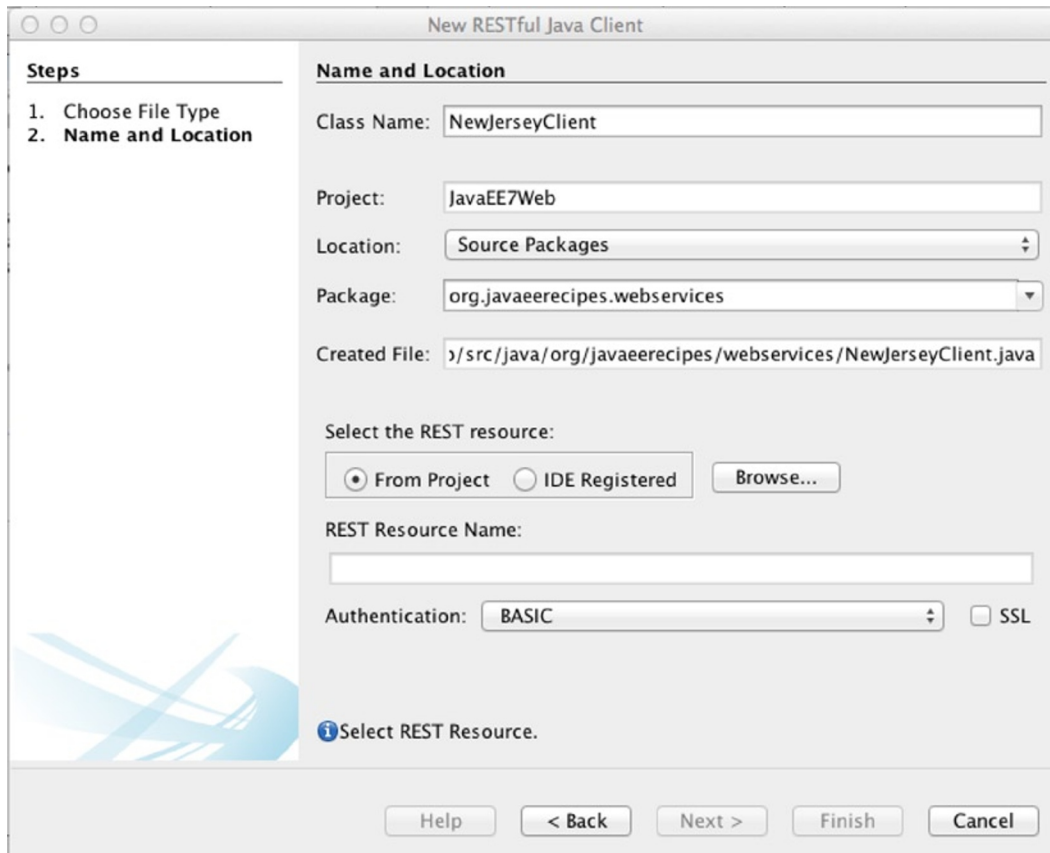 New RESTful Java Client
Steps
1. Choose File Type
2. Name and Location
Name and Location
Class Name: NewJerseyClient
Project: JavaEE7Web
Location: Source Packages
Package: org.javaeerecipes.webservices
Created File: /src/java/org/javaeerecipes/webservices/NewJerseyClient.java
Select the REST resource:
From Project IDE Registered Browse...
REST Resource Name:
Authentication: BASIC SSL
Select REST Resource.
Help < Back Next > Finish Cancel